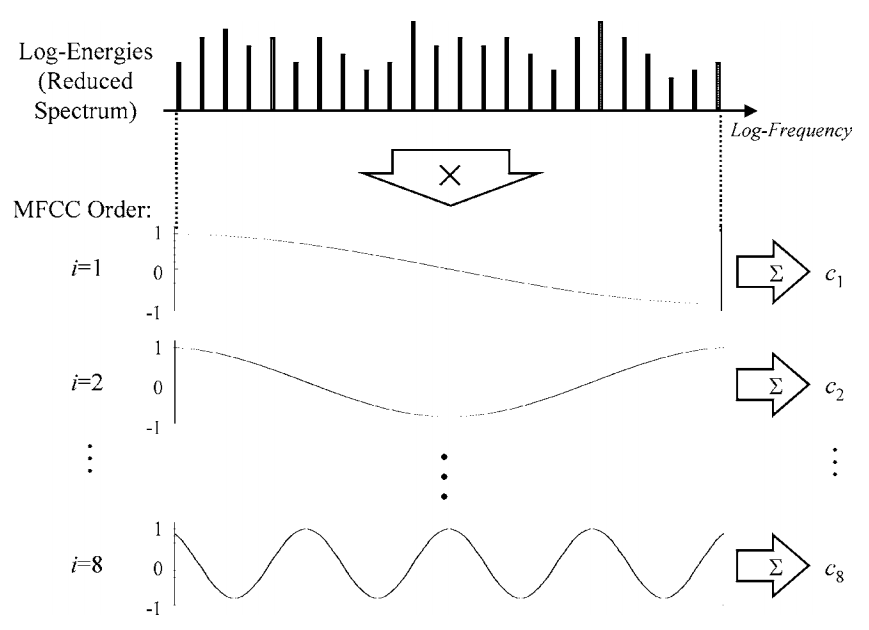 Log-Energies
(Reduced
Spectrum)
Log-Frequency
×
MFCC Order:
1
i=1
0
Σ
c1
-1
1
i=2
0
Σ
c2
-1
1
i=8
0
Σ
c8
-1